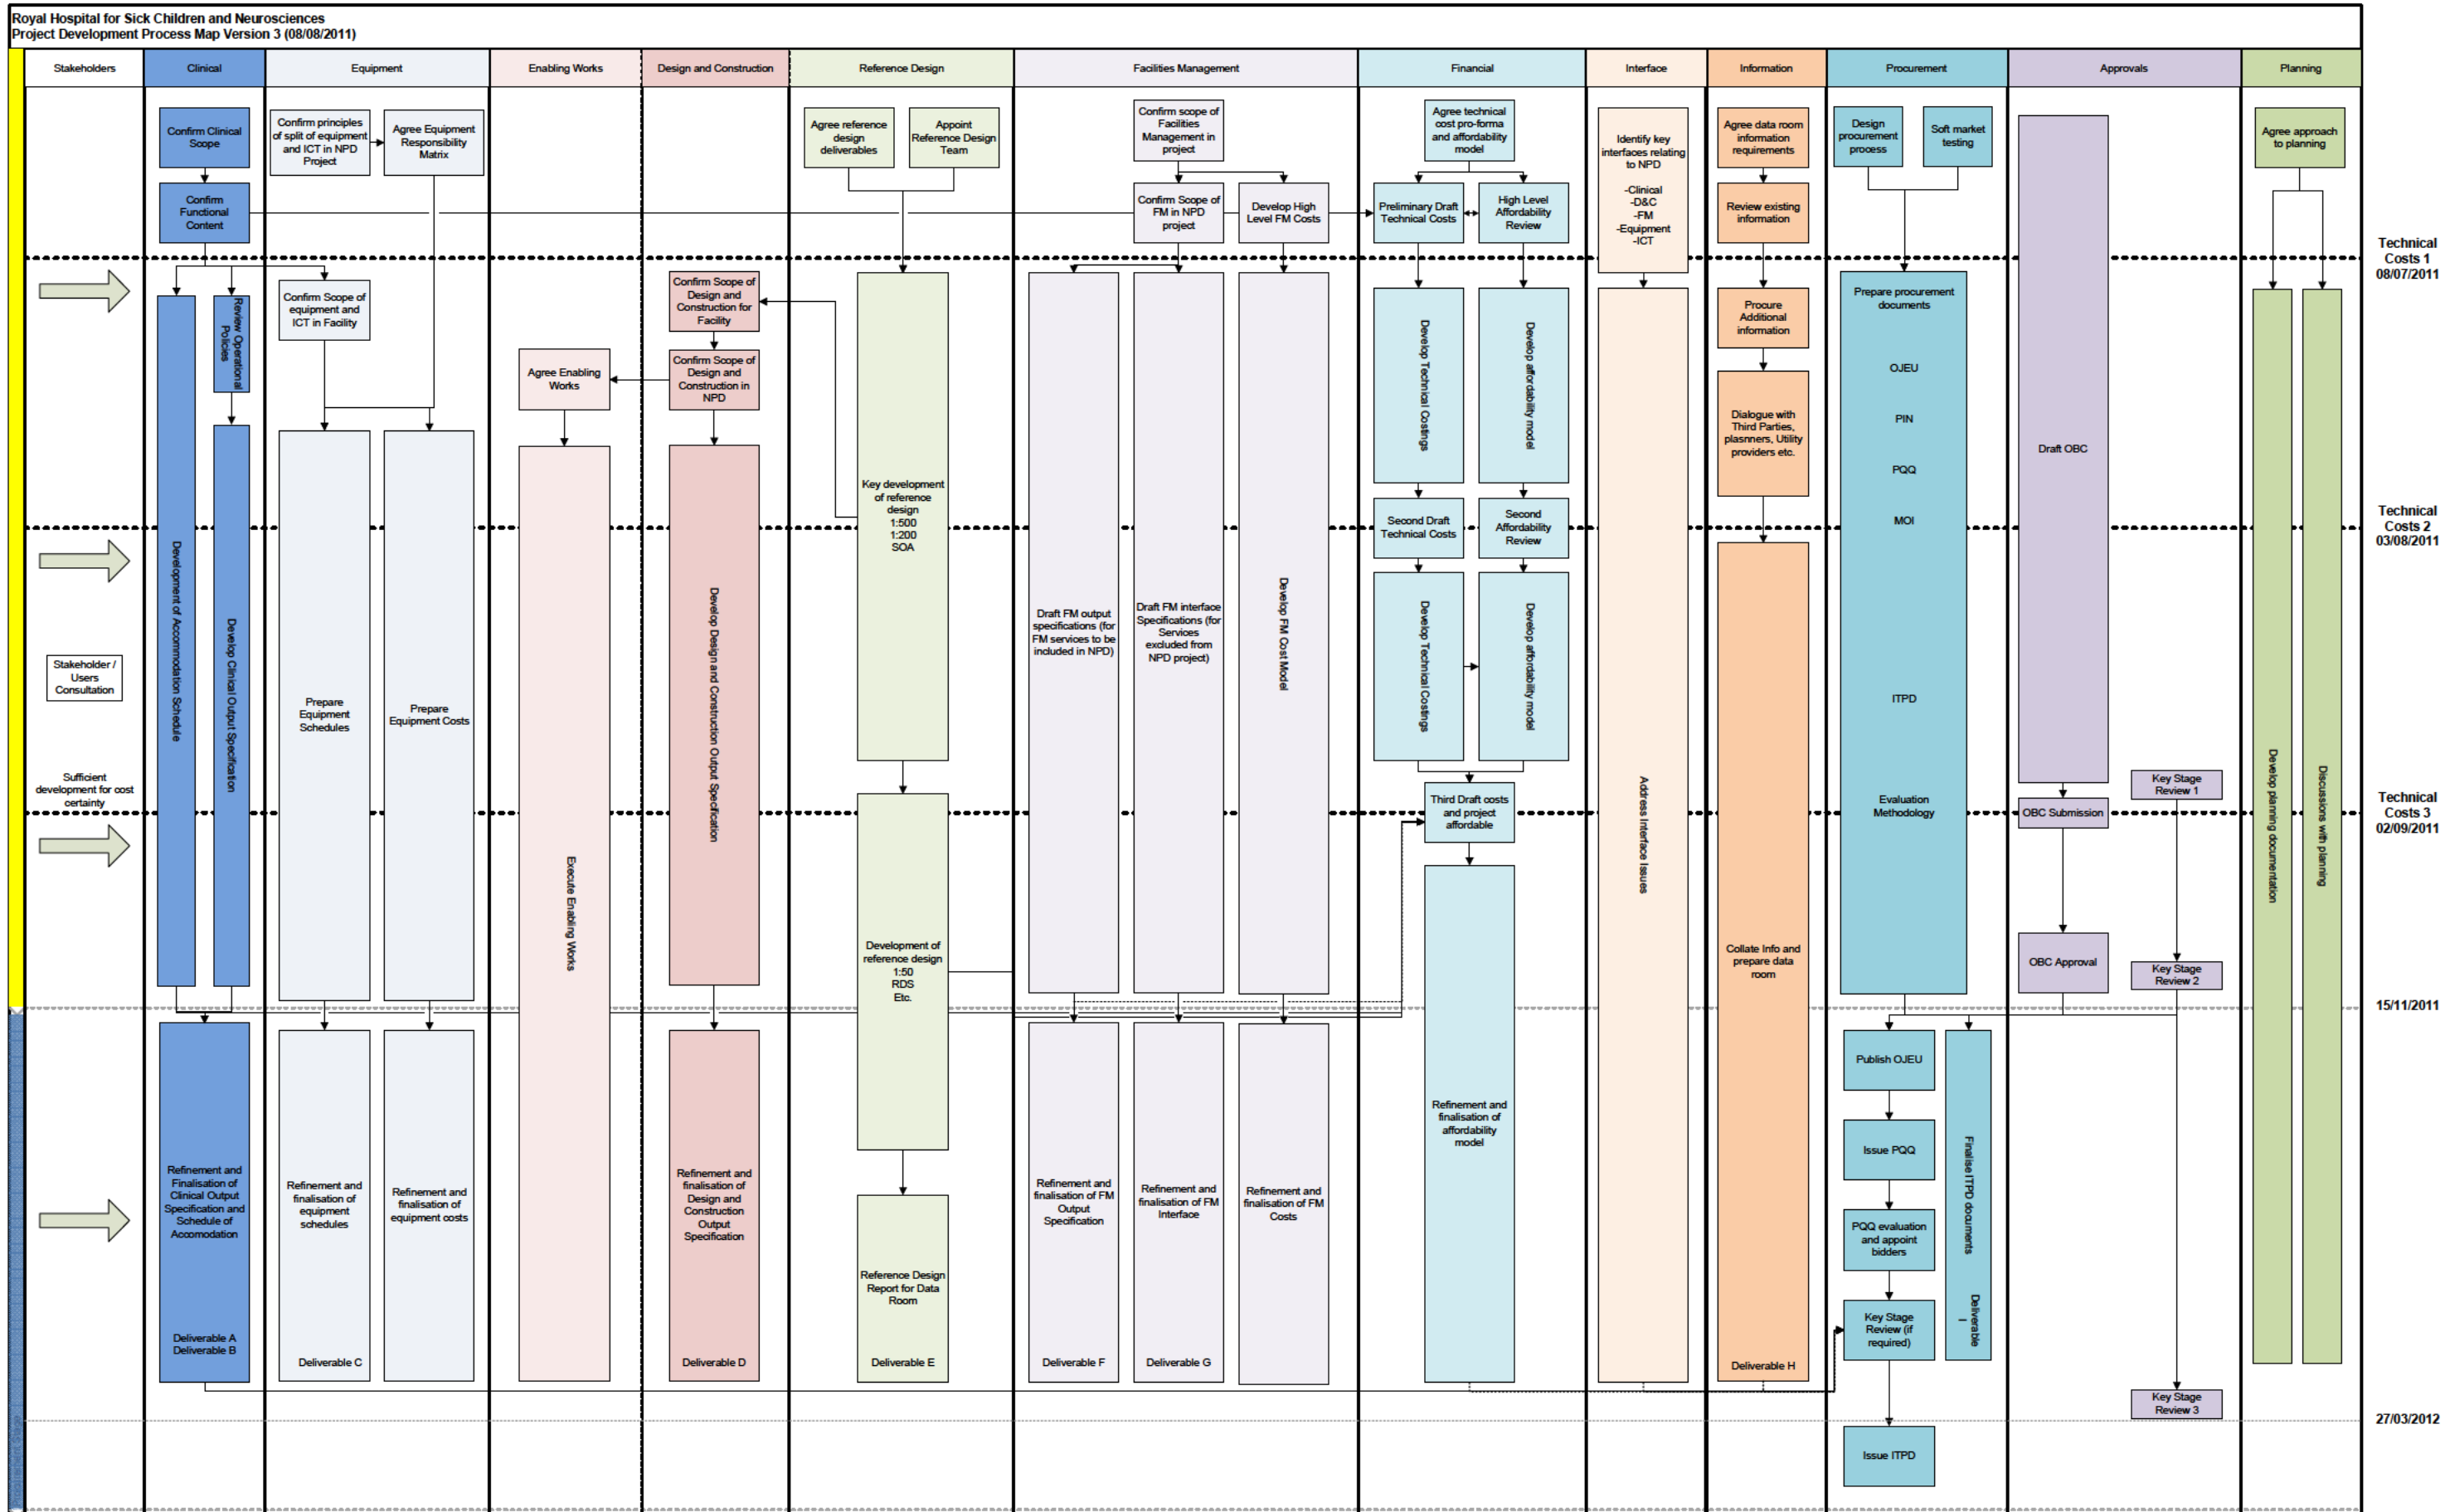 Royal Hospital for Sick Children and Neurosciences
Project Development Process Map Version 3 (08/08/2011)
Stakeholders
Clinical
Equipment
Enabling Works
Design and Construction
Reference Design
Facilities Management
Financial
Interface
Information
Procurement
Approvals
Planning
Stakeholder /
Users
Consultation
Sufficient
development for cost
certainty
Confirm Clinical
Scope
Confirm
Functional
Content
Development of Accommodation Schedule
Review Operational
Policies
Develop Clinical Output Specification
Refinement and
Finalisation of
Clinical Output
Specification and
Schedule of
Accomodation
Deliverable A
Deliverable B
Confirm principles
of split of equipment
and ICT in NPD
Project
Agree Equipment
Responsibility
Matrix
Confirm Scope of
equipment and
ICT in Facility
Prepare
Equipment
Schedules
Prepare
Equipment Costs
Refinement and
finalisation of
equipment
schedules
Deliverable C
Refinement and
finalisation of
equipment costs
Agree Enabling
Works
Execute Enabling Works
Confirm Scope of
Design and
Construction for
Facility
Confirm Scope of
Design and
Construction in
NPD
Develop Design and Construction Output Specification
Refinement and
finalisation of
Design and
Construction
Output
Specification
Deliverable D
Agree reference
design
deliverables
Appoint
Reference Design
Team
Key development
of reference
design
1:500
1:200
SOA
Development of
reference design
1:50
RDS
Etc.
Reference Design
Report for Data
Room
Deliverable E
Confirm scope of
Facilities
Management in
project
Confirm Scope of
FM in NPD
project
Develop High
Level FM Costs
Draft FM output
specifications (for
FM services to be
included in NPD)
Draft FM interface
Specifications (for
Services
excluded from
NPD project)
Develop FM Cost Model
Refinement and
finalisation of FM
Output
Specification
Deliverable F
Refinement and
finalisation of FM
Interface
Deliverable G
Refinement and
finalisation of FM
Costs
Agree technical
cost pro-forma
and affordability
model
Preliminary Draft
Technical Costs
High Level
Affordability
Review
Develop Technical Costings
Develop affordability model
Second Draft
Technical Costs
Second
Affordability
Review
Develop Technical Costings
Develop affordability model
Third Draft costs
and project
affordable
Refinement and
finalisation of
affordability
model
Identify key
interfaces relating
to NPD
-Clinical
-D&C
-FM
-Equipment
-ICT
Address Interface Issues
Agree data room
information
requirements
Review existing
information
Procure
Additional
information
Dialogue with
Third Parties,
plasnners, Utility
providers etc.
Collate Info and
prepare data
room
Deliverable H
Design
procurement
process
Soft market
testing
Prepare procurement
documents
OJEU
PIN
PQQ
MOI
ITPD
Evaluation
Methodology
Publish OJEU
Issue PQQ
PQQ evaluation
and appoint
bidders
Key Stage
Review (if
required)
Issue ITPD
Finalise ITPD documents
Deliverable
I
Draft OBC
OBC Submission
OBC Approval
Key Stage
Review 1
Key Stage
Review 2
Key Stage
Review 3
Agree approach
to planning
Develop planning documentation
Discussions with planning
Technical
Costs 1
08/07/2011
Technical
Costs 2
03/08/2011
Technical
Costs 3
02/09/2011
15/11/2011
27/03/2012